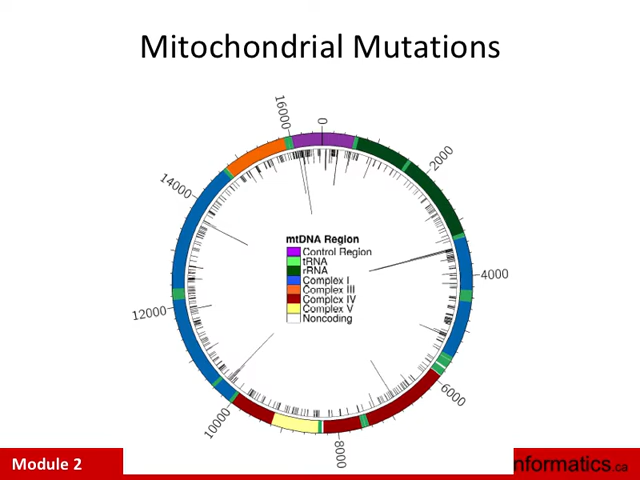 Mitochondrial Mutations
0
2000
4000
6000
8000
10000
12000
14000
16000
mtDNA Region
Control Region
tRNA
rRNA
Complex I
Complex III
Complex IV
Complex V
Noncoding
Module 2
nformatics.ca